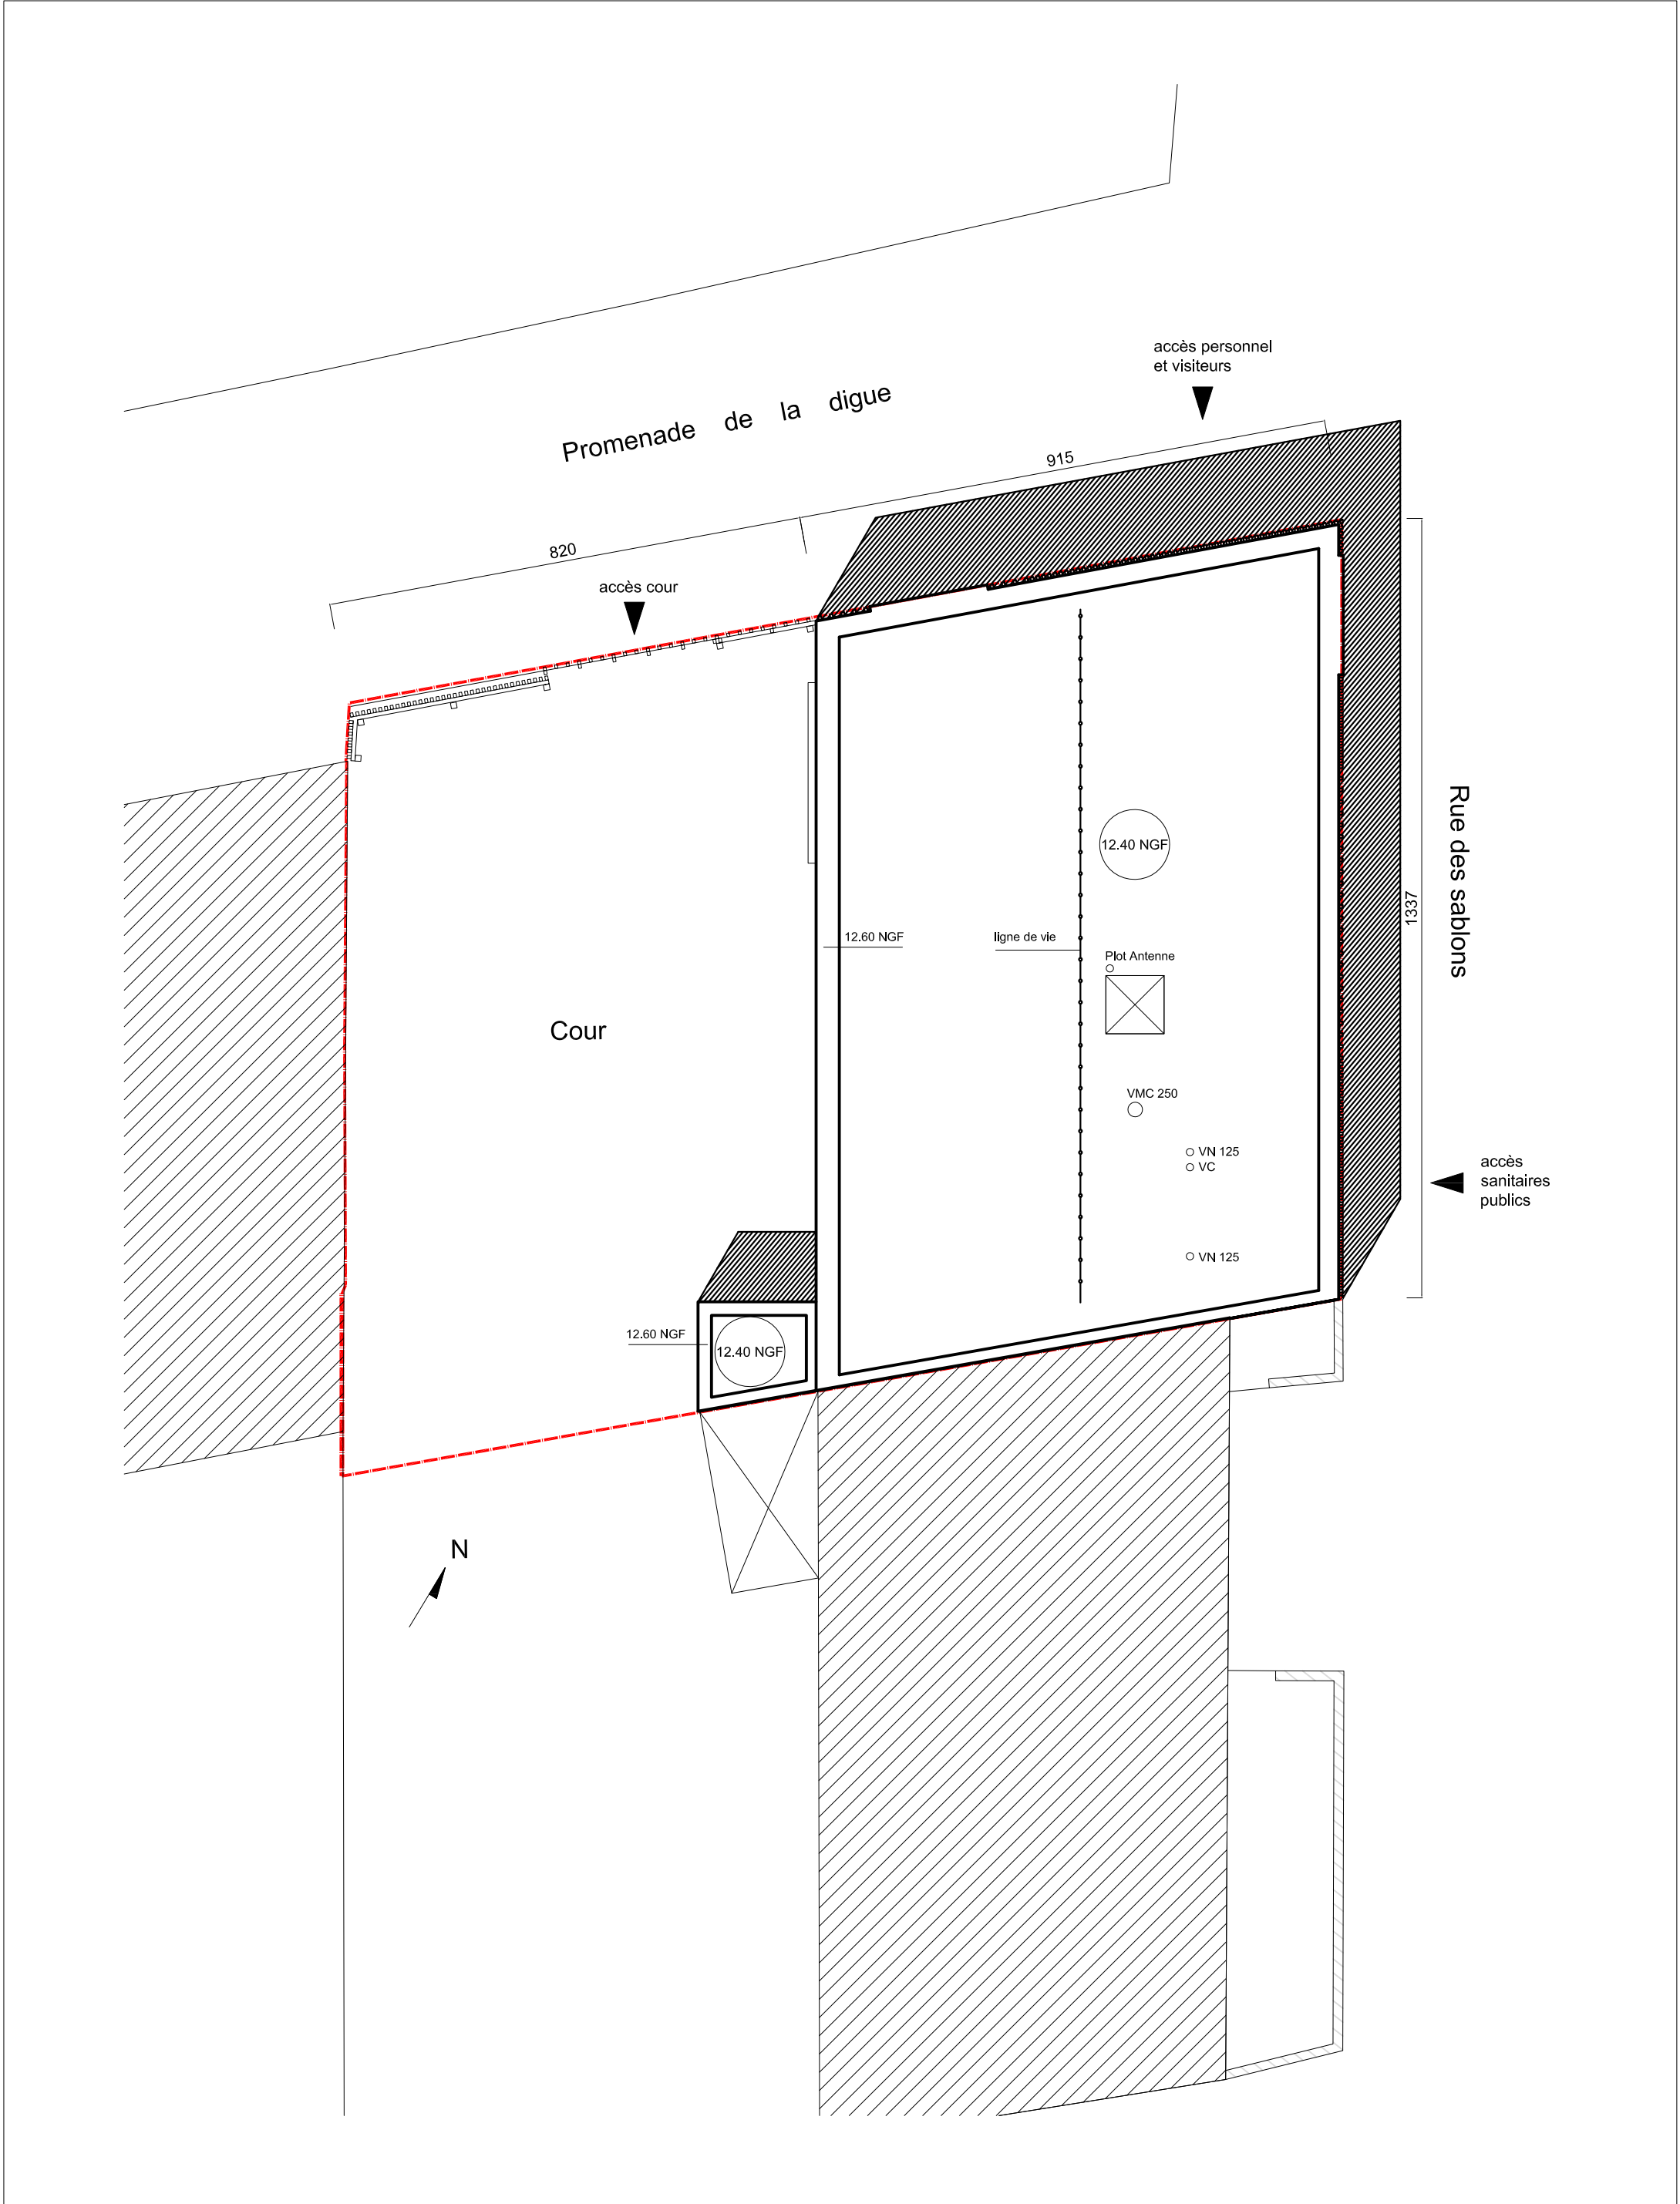 accès personnel
et visiteurs
Promenade de la digue
915
820
accès cour
12.40 NGF
Rue des sablons
1337
12.60 NGF
ligne de vie
Plot Antenne
Cour
VMC 250
VN 125
VC
accès
sanitaires
publics
VN 125
12.60 NGF
12.40 NGF
N